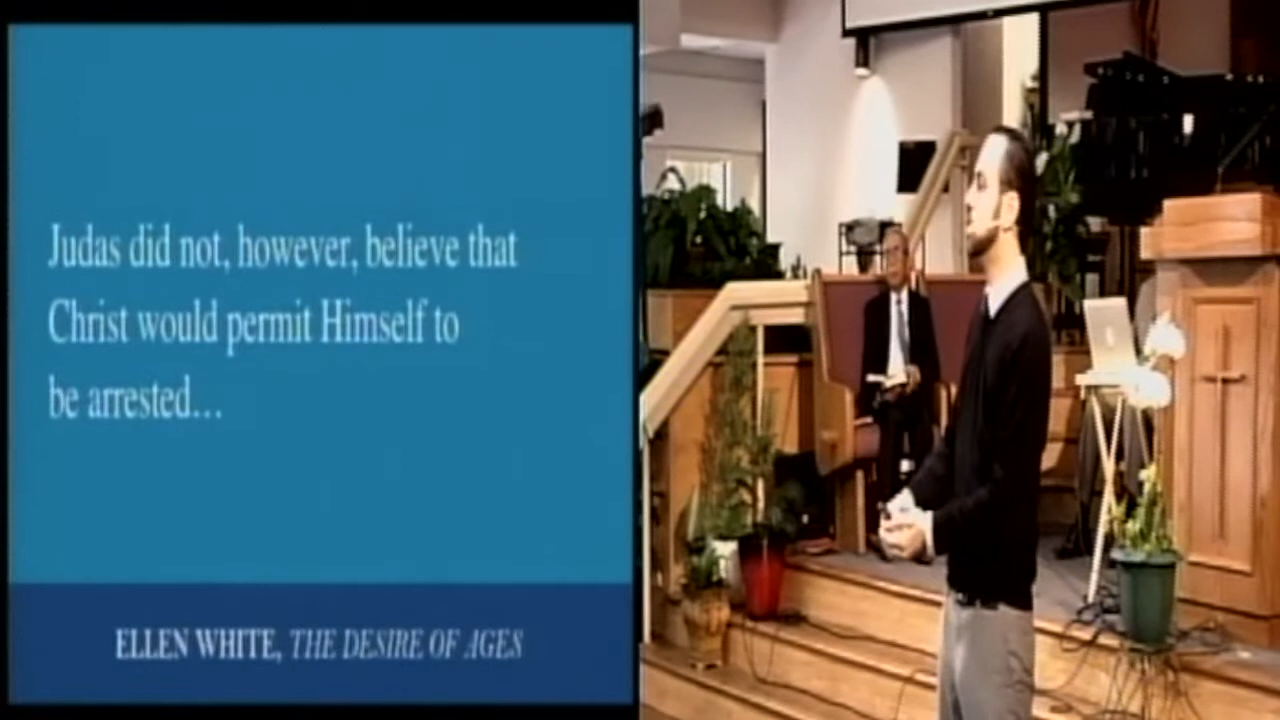 Judas did not, however, believe that
Christ would permit Himself to
be arrested…
ELLEN WHITE, THE DESIRE OF AGES